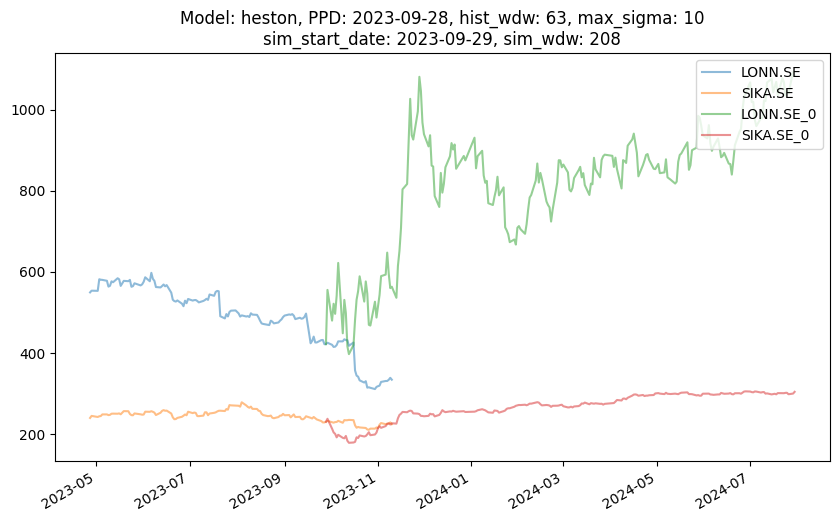 Model: heston, PPD: 2023-09-28, hist_wdw: 63, max_sigma: 10
sim_start_date: 2023-09-29, sim_wdw: 208
LONN.SE
SIKA.SE
LONN.SE_0
SIKA.SE_0
1000
800
600
400
200
2023-05
2023-07
2023-09
2023-11
2024-01
2024-03
2024-05
2024-07